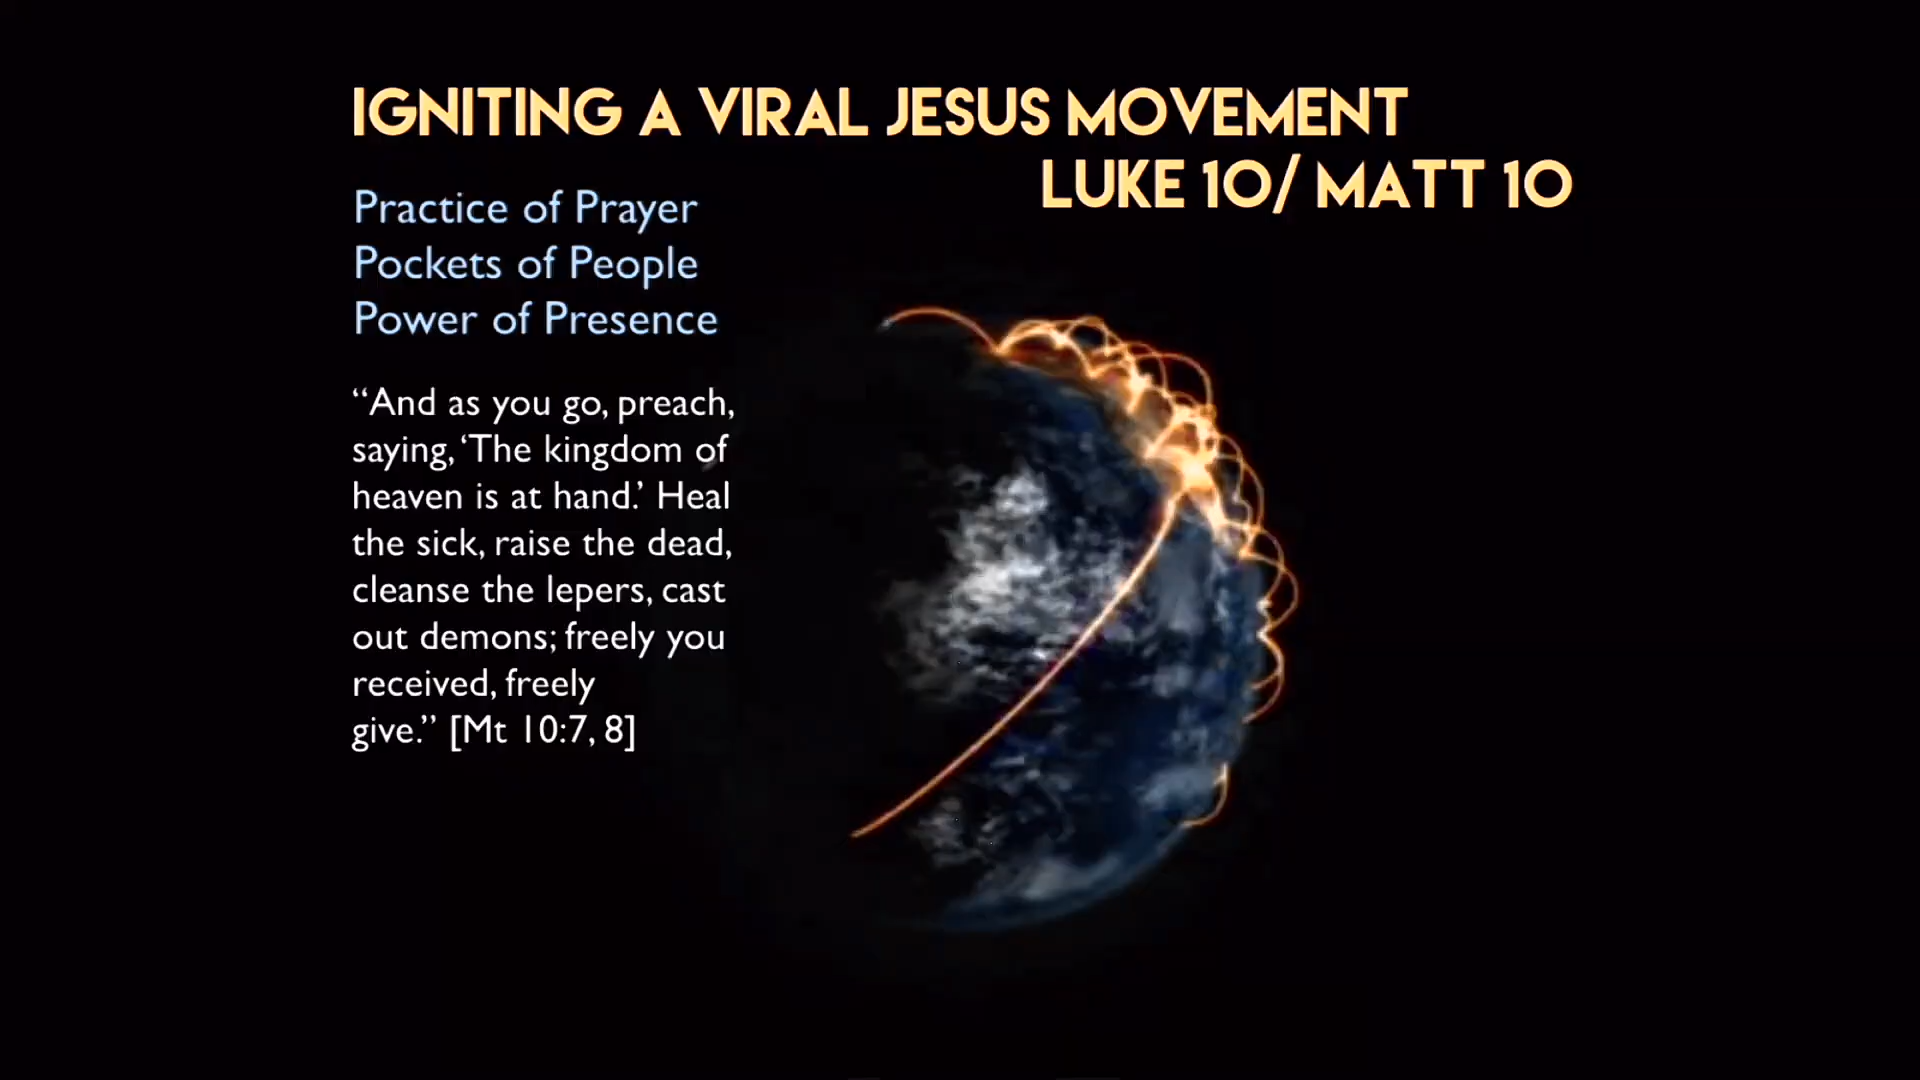 IGNITING A VIRAL JESUS MOVEMENT
LUKE 10/ MATT 10
Practice of Prayer
Pockets of People
Power of Presence
“And as you go, preach,
saying, ‘The kingdom of
heaven is at hand.’ Heal
the sick, raise the dead,
cleanse the lepers, cast
out demons; freely you
received, freely
give.” [Mt 10:7, 8]